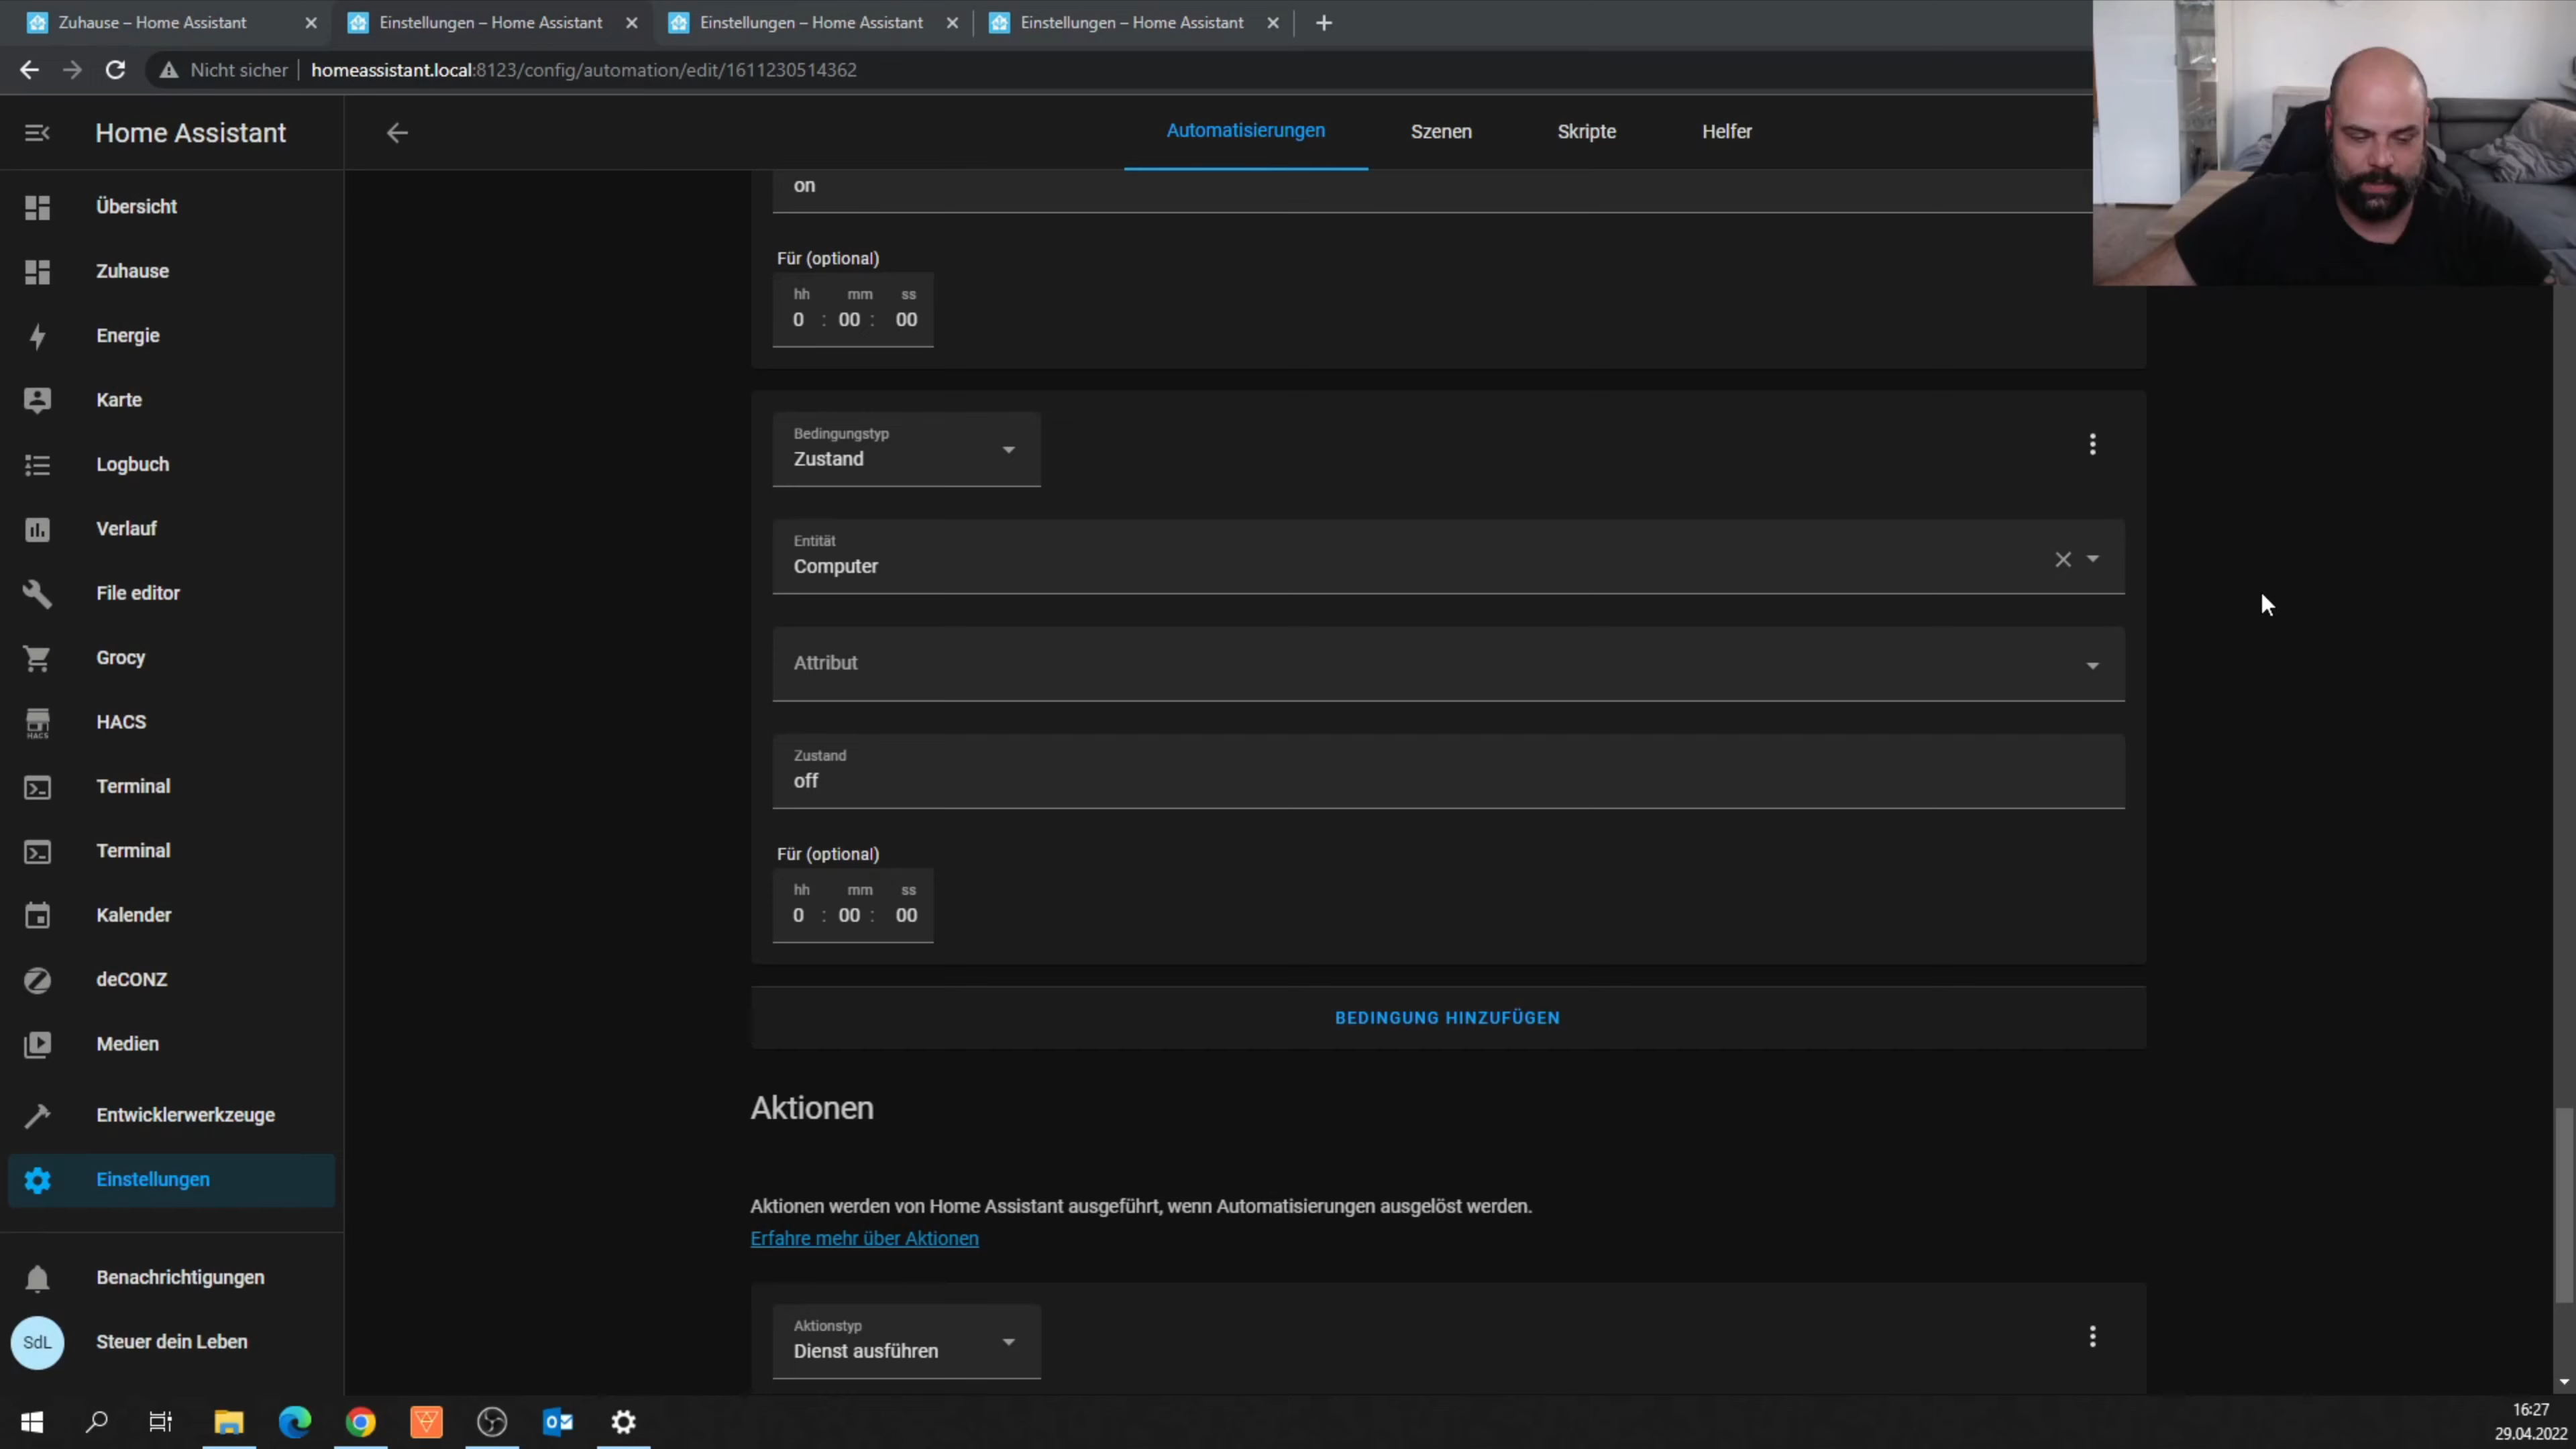 Zuhause – Home Assistant
Einstellungen – Home Assistant
Einstellungen – Home Assistant
Einstellungen – Home Assistant
Nicht sicher
homeassistant.local:8123/config/automation/edit/1611230514362
Home Assistant
Automatisierungen
Szenen
Skripte
Helfer
Übersicht
Zuhause
Energie
Karte
Logbuch
Verlauf
File editor
Grocy
HACS
HACS
Terminal
Terminal
Kalender
deCONZ
Medien
Entwicklerwerkzeuge
Einstellungen
Benachrichtigungen
SdL
Steuer dein Leben
on
Für (optional)
hh mm ss
0 : 00 : 00
Bedingungstyp
Zustand
Entität
Computer
Attribut
Zustand
off
Für (optional)
hh mm ss
0 : 00 : 00
BEDINGUNG HINZUFÜGEN
Aktionen
Aktionen werden von Home Assistant ausgeführt, wenn Automatisierungen ausgelöst werden.
Erfahre mehr über Aktionen
Aktionstyp
Dienst ausführen
16:27
29.04.2022